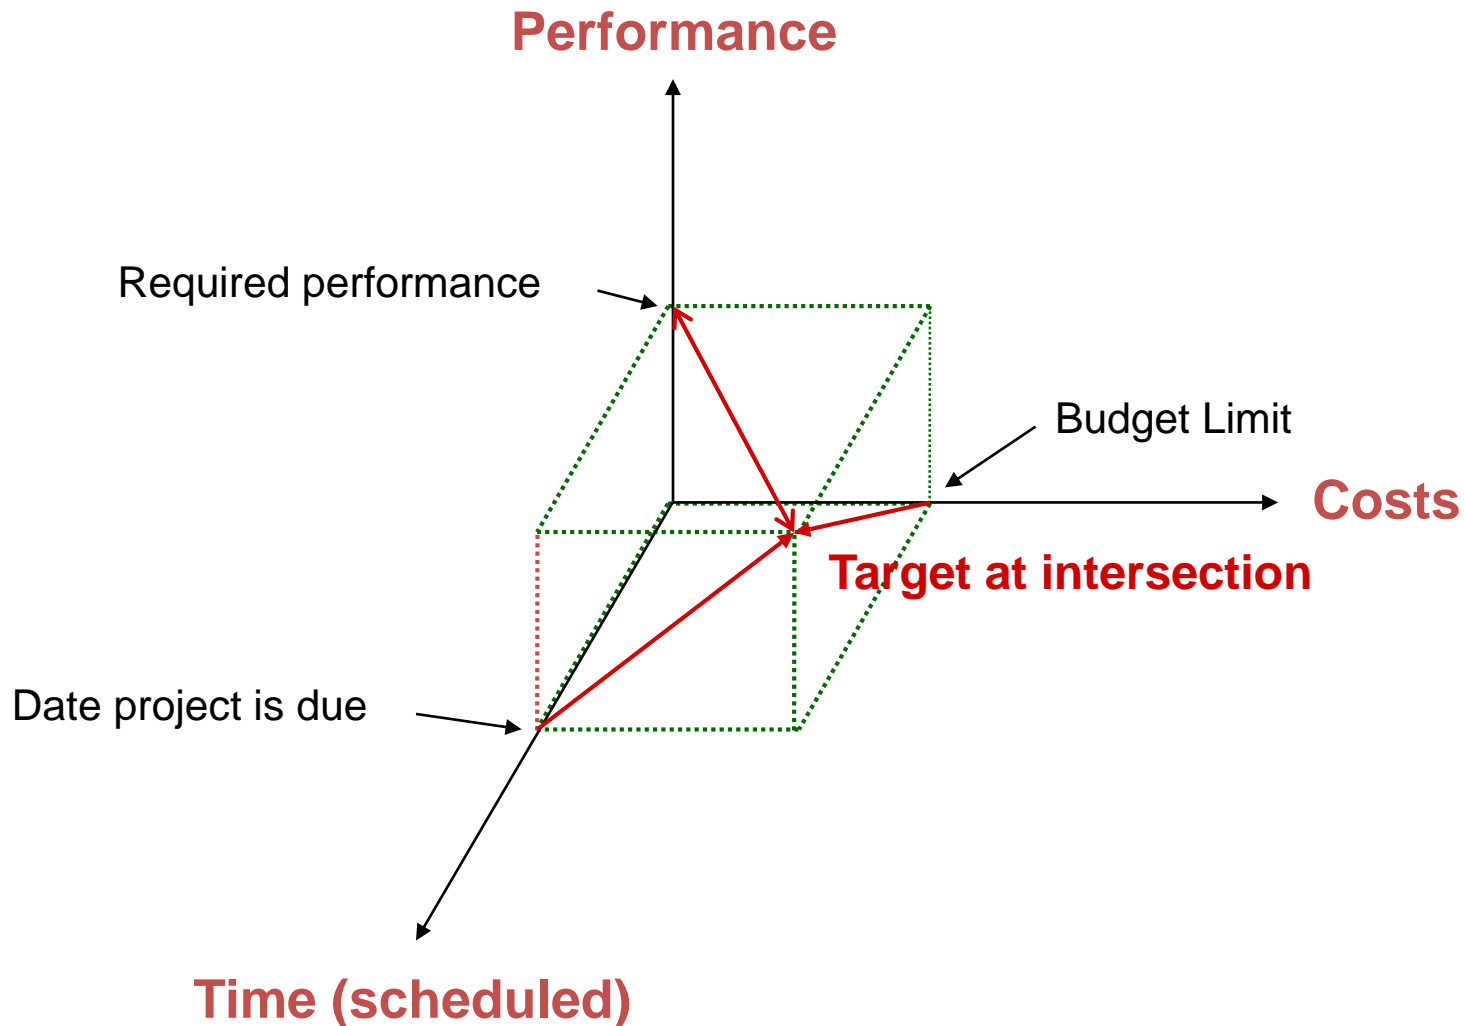 Performance
Required performance
Budget Limit
Costs
Target at intersection
Date project is due
Time (scheduled)